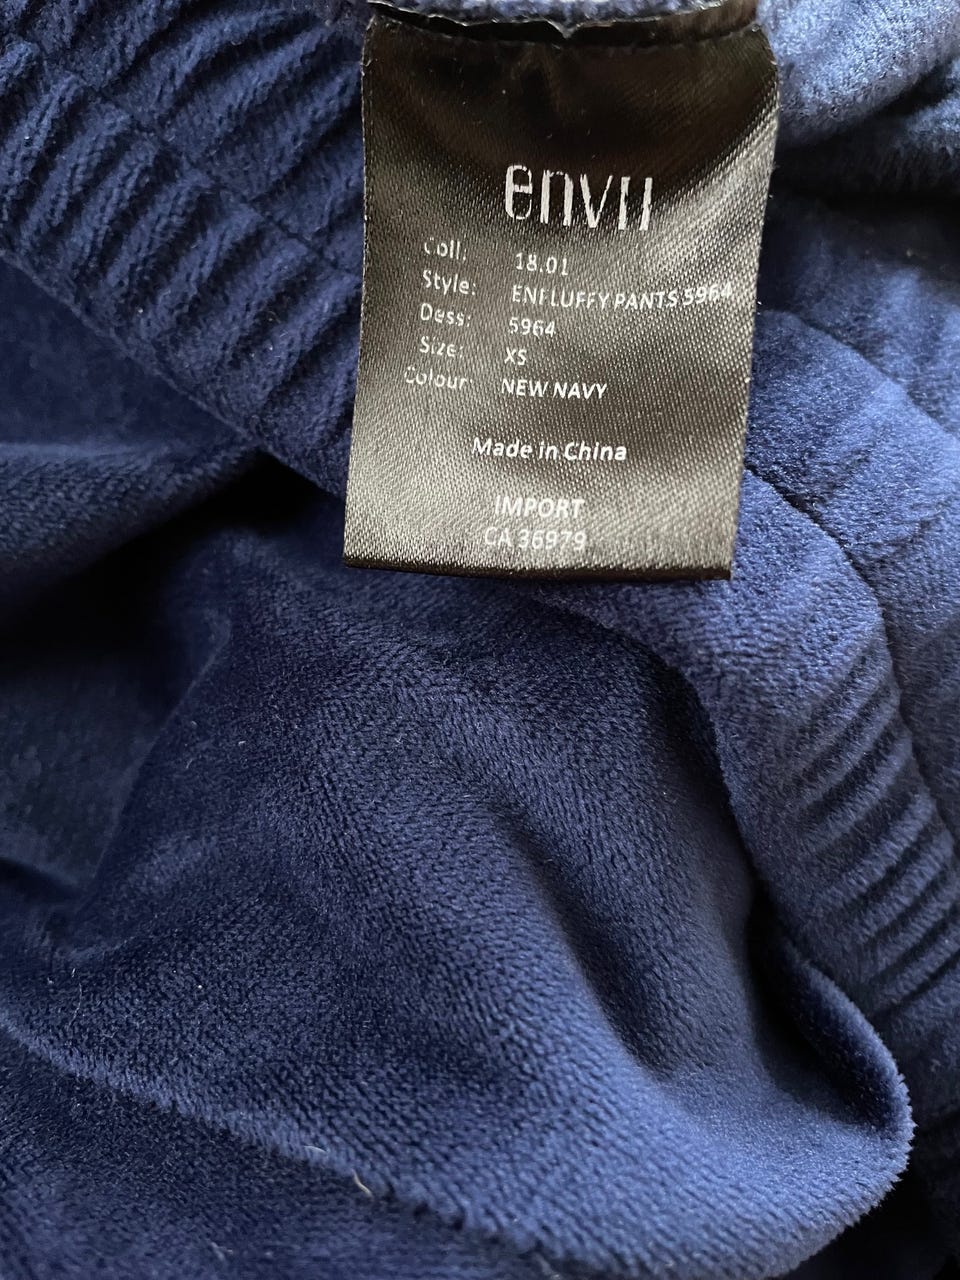 envii
Coll: 18.01
Style: ENFLUFFY PANTS 5964
Dess: 5964
Size: XS
Colour: NEW NAVY
Made in China
IMPORT
CA 36979